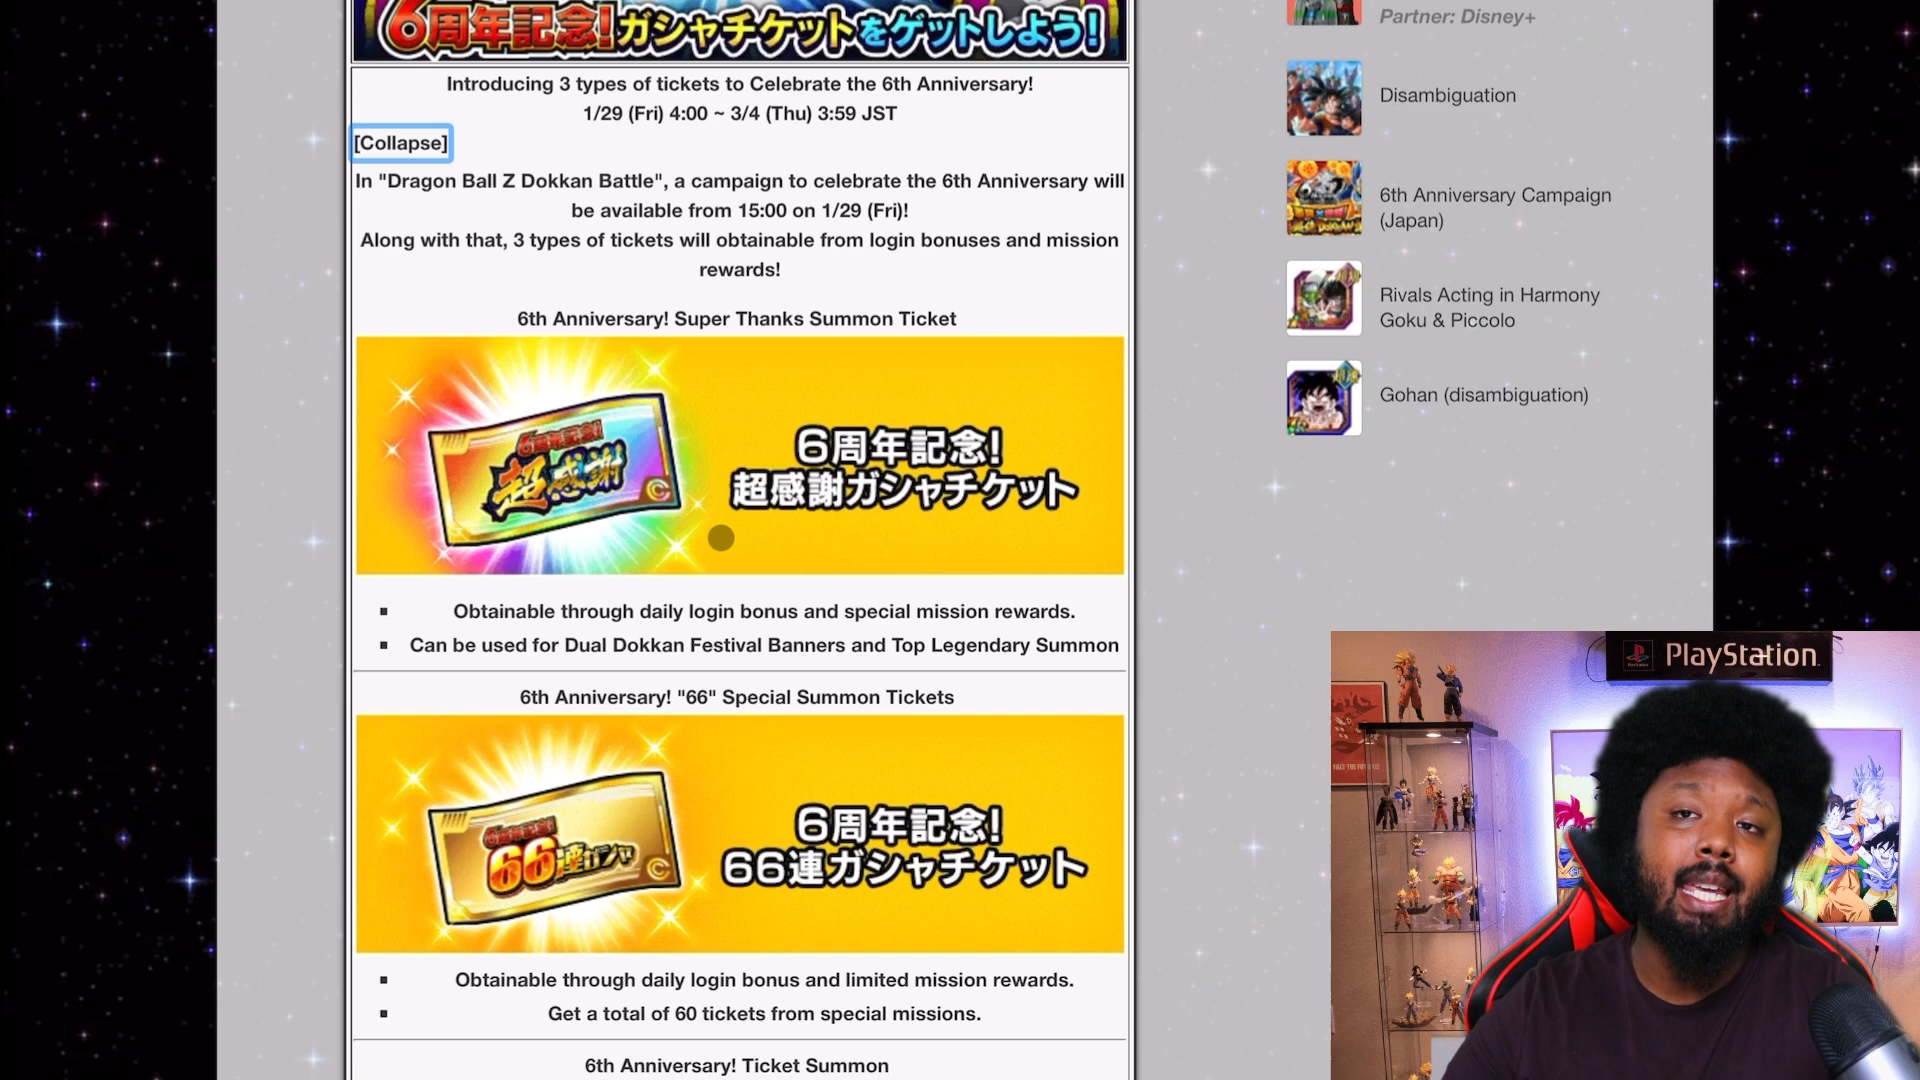 6周年記念!ガシャチケットをゲットしよう!
Introducing 3 types of tickets to Celebrate the 6th Anniversary!
1/29 (Fri) 4:00 ~ 3/4 (Thu) 3:59 JST
[Collapse]
In "Dragon Ball Z Dokkan Battle", a campaign to celebrate the 6th Anniversary will
be available from 15:00 on 1/29 (Fri)!
Along with that, 3 types of tickets will obtainable from login bonuses and mission
rewards!
6th Anniversary! Super Thanks Summon Ticket
6周年記念!
超感謝
6周年記念!
超感謝ガシャチケット
Obtainable through daily login bonus and special mission rewards.
Can be used for Dual Dokkan Festival Banners and Top Legendary Summon
6th Anniversary! "66" Special Summon Tickets
6周年記念!
66連ガシャ
6周年記念!
66連ガシャチケット
Obtainable through daily login bonus and limited mission rewards.
Get a total of 60 tickets from special missions.
6th Anniversary! Ticket Summon
Partner: Disney+
Disambiguation
6th Anniversary Campaign
(Japan)
Rivals Acting in Harmony
Goku & Piccolo
Gohan (disambiguation)
PlayStation